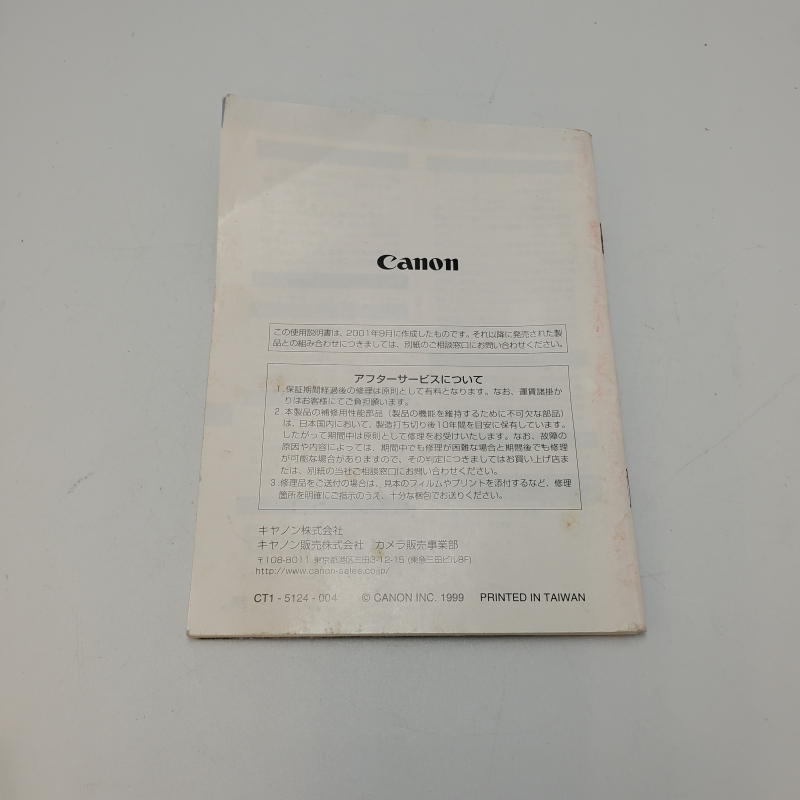 Canon
この使用説明書は、2001年9月に作成したものです。それ以降に発売された製
品との組み合わせにつきましては、別紙のご相談窓口にお問い合わせください。
アフターサービスについて
1.保証期間経過後の修理は原則として有料となります。なお、運賃諸掛か
りはお客様にてご負担願います。
2.本製品の補修用性能部品（製品の機能を維持するために不可欠な部品）
は、日本国内において、製造打ち切り後10年間を目安に保有しています。
したがって期間中は原則として修理をお受けいたします。なお、故障の
原因や内容によっては、期間中でも修理が困難な場合と期間後でも修理
が可能な場合がありますので、その判定につきましてはお買い上げ店ま
たは、別紙の当社ご相談窓口にお問い合わせください。
3.修理品をご送付の場合は、見本のフィルムやプリントを添付するなど、修理
箇所を明確にご指示のうえ、十分な梱包でお送りください。
キヤノン株式会社
キヤノン販売株式会社 カメラ販売事業部
〒108-8011 東京都港区三田3-12-15 (東急三田ビル8F)
http://www.canon-sales.co.jp/
CT1 - 5124 - 004 © CANON INC. 1999 PRINTED IN TAIWAN